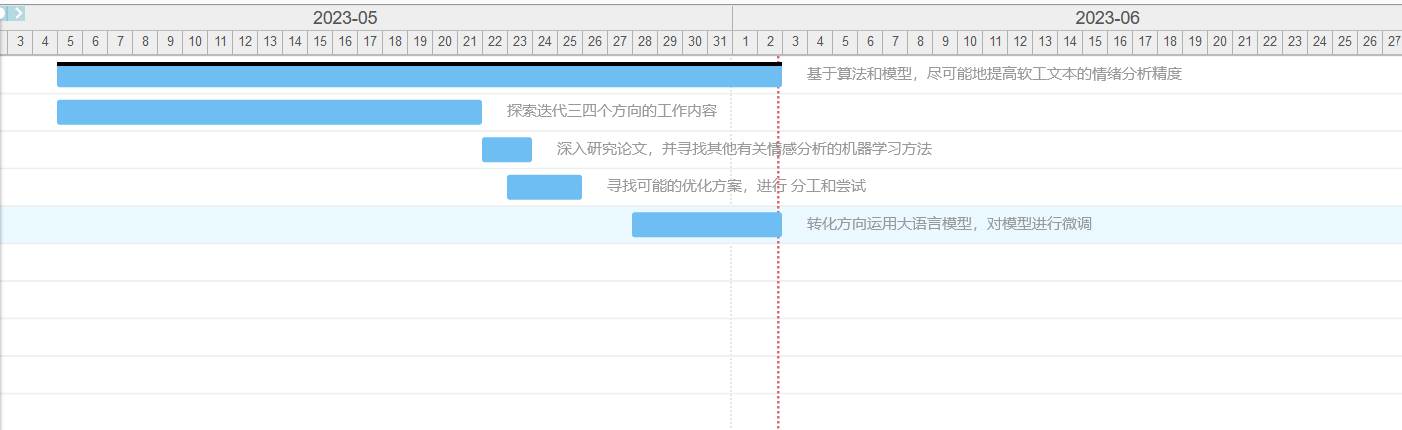 2023-05 2023-06
3 4 5 6 7 8 9 10 11 12 13 14 15 16 17 18 19 20 21 22 23 24 25 26 27 28 29 30 31 1 2 3 4 5 6 7 8 9 10 11 12 13 14 15 16 17 18 19 20 21 22 23 24 25 26 27
基于算法和模型，尽可能地提高软工文本的情绪分析精度
探索迭代三四个方向的工作内容
深入研究论文，并寻找其他有关情感分析的机器学习方法
寻找可能的优化方案，进行 分工和尝试
转化方向运用大语言模型，对模型进行微调